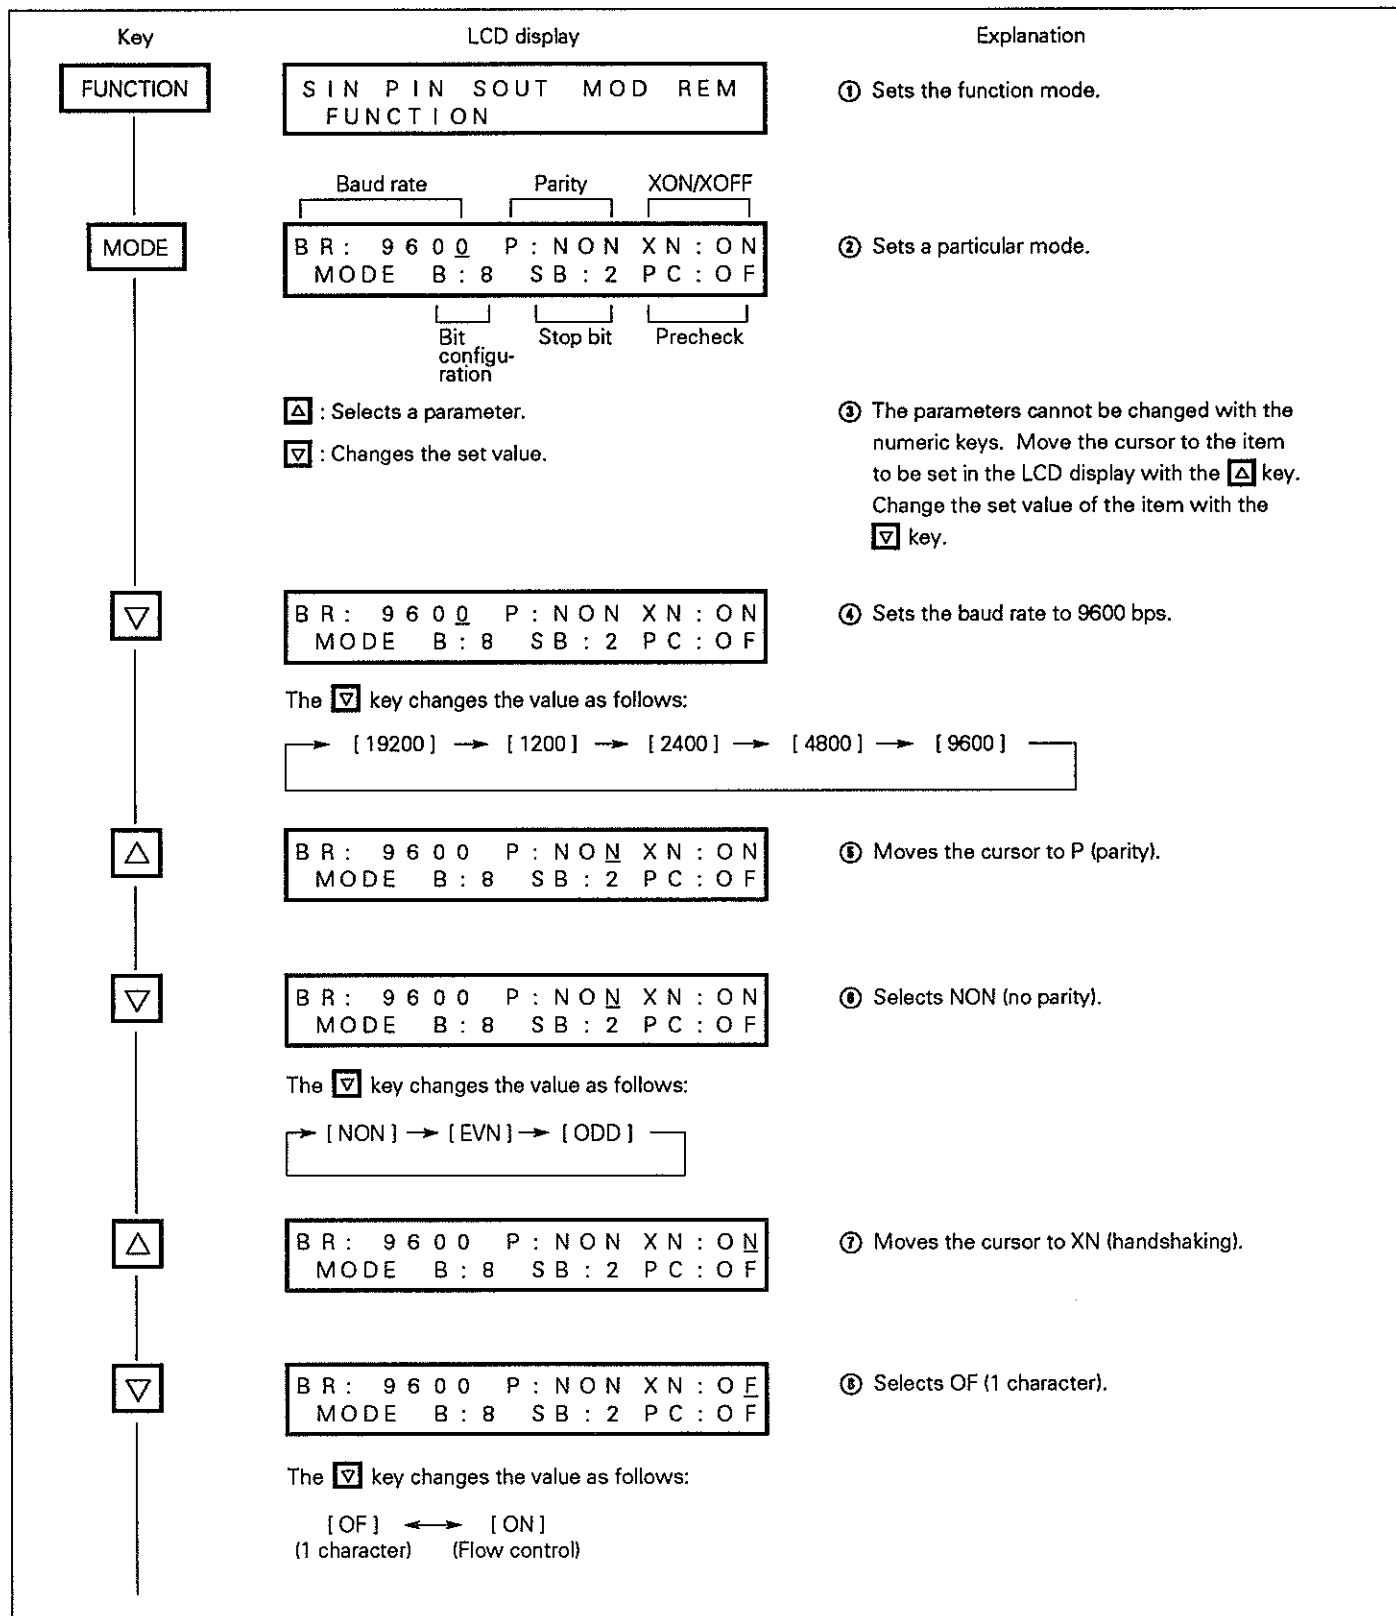 Key LCD display Explanation
FUNCTION
SIN PIN SOUT MOD REM
FUNCTION
① Sets the function mode.
Baud rate Parity XON/XOFF
MODE
BR: 9600 P:NON XN:ON
MODE B:8 SB:2 PC:OF
② Sets a particular mode.
Bit configu-ration Stop bit Precheck
△ : Selects a parameter.
▽ : Changes the set value.
③ The parameters cannot be changed with the
numeric keys. Move the cursor to the item
to be set in the LCD display with the △ key.
Change the set value of the item with the
▽ key.
▽
BR: 9600 P:NON XN:ON
MODE B:8 SB:2 PC:OF
④ Sets the baud rate to 9600 bps.
The ▽ key changes the value as follows:
→ [19200] → [1200] → [2400] → [4800] → [9600]
△
BR: 9600 P:NON XN:ON
MODE B:8 SB:2 PC:OF
⑤ Moves the cursor to P (parity).
▽
BR: 9600 P:NON XN:ON
MODE B:8 SB:2 PC:OF
⑥ Selects NON (no parity).
The ▽ key changes the value as follows:
→ [NON] → [EVN] → [ODD]
△
BR: 9600 P:NON XN:ON
MODE B:8 SB:2 PC:OF
⑦ Moves the cursor to XN (handshaking).
▽
BR: 9600 P:NON XN:OF
MODE B:8 SB:2 PC:OF
⑧ Selects OF (1 character).
The ▽ key changes the value as follows:
[OF] ↔ [ON]
(1 character) (Flow control)